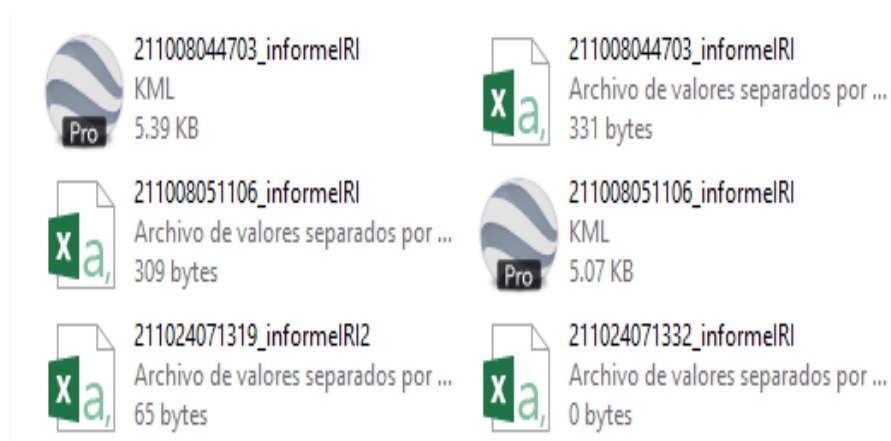 211008044703_informeIRI
KML
5.39 KB
Pro
211008044703_informeIRI
Archivo de valores separados por ...
331 bytes
X a,
211008051106_informeIRI
Archivo de valores separados por ...
309 bytes
X a,
211008051106_informeIRI
KML
5.07 KB
Pro
211024071319_informeIRI2
Archivo de valores separados por ...
65 bytes
X a,
211024071332_informeIRI
Archivo de valores separados por ...
0 bytes
X a,